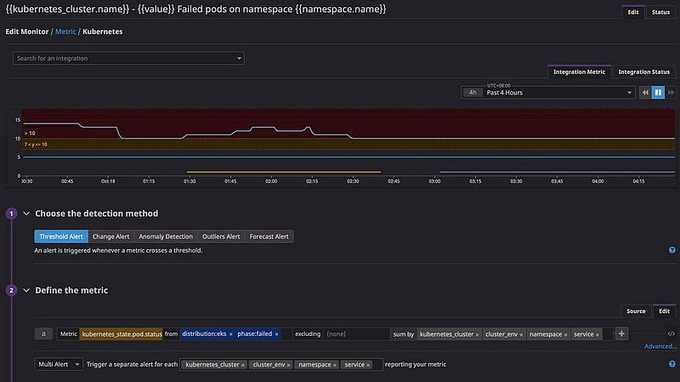 {{kubernetes_cluster.name}} - {{value}} Failed pods on namespace {{namespace.name}}
Edit Status
Edit Monitor / Metric / Kubernetes
Search for an integration
Integration Metric Integration Status
4h Past 4 Hours
15
> 10
10
7 < y <= 10
5
0
00:30 00:45 Oct 18 01:15 01:30 01:45 02:00 02:15 02:30 02:45 03:00 03:15 03:30 03:45 04:00 04:15
1 Choose the detection method
Threshold Alert Change Alert Anomaly Detection Outliers Alert Forecast Alert
An alert is triggered whenever a metric crosses a threshold.
2 Define the metric
Source Edit
a Metric kubernetes_state.pod.status from distribution:eks × phase:failed × excluding (none) sum by kubernetes_cluster × cluster_env × namespace × service × + </>
Advanced...
Multi Alert Trigger a separate alert for each kubernetes_cluster × cluster_env × namespace × service × reporting your metric